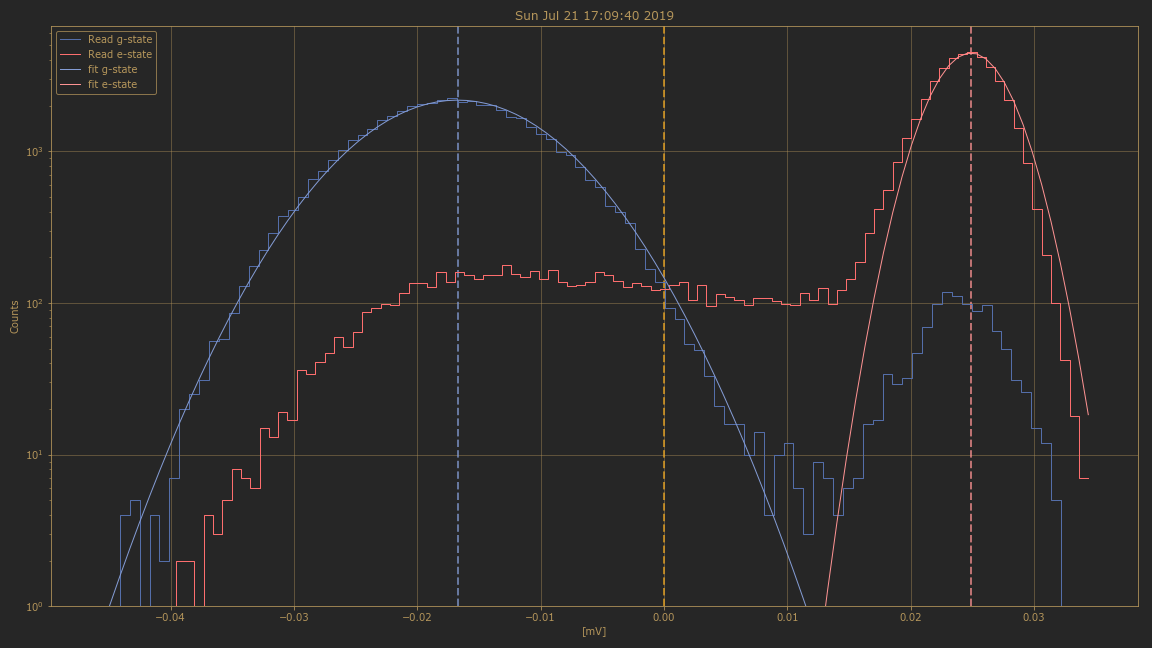 Sun Jul 21 17:09:40 2019
Read g-state
Read e-state
fit g-state
fit e-state
Counts
10³
10²
10¹
10⁰
−0.04
−0.03
−0.02
−0.01
0.00
0.01
0.02
0.03
[mV]